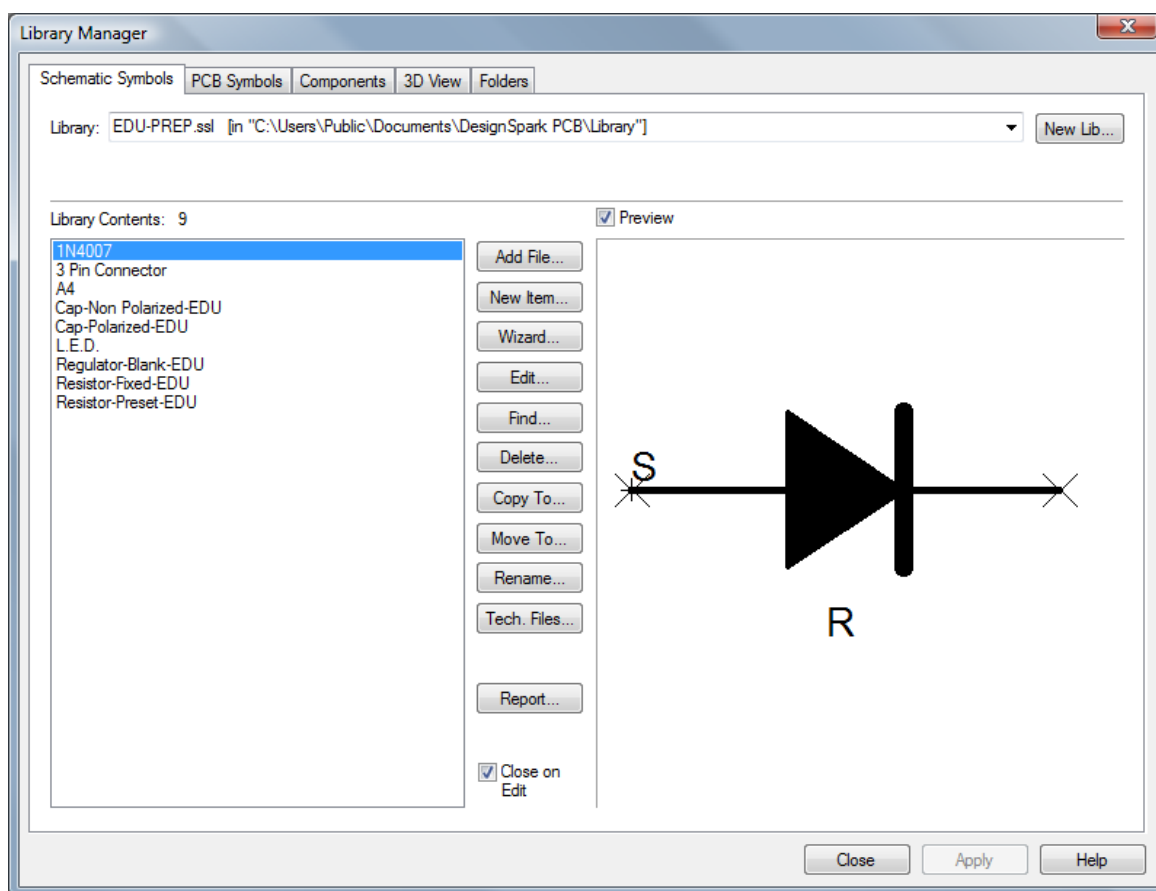 Library Manager
X
Schematic Symbols PCB Symbols Components 3D View Folders
Library: EDU-PREP.ssl [in "C:\Users\Public\Documents\DesignSpark PCB\Library"] New Lib...
Library Contents: 9
Preview
1N4007
3 Pin Connector
A4
Cap-Non Polarized-EDU
Cap-Polarized-EDU
L.E.D.
Regulator-Blank-EDU
Resistor-Fixed-EDU
Resistor-Preset-EDU
Add File...
New Item...
Wizard...
Edit...
Find...
Delete...
Copy To...
Move To...
Rename...
Tech. Files...
Report...
Close on
Edit
S
R
Close Apply Help